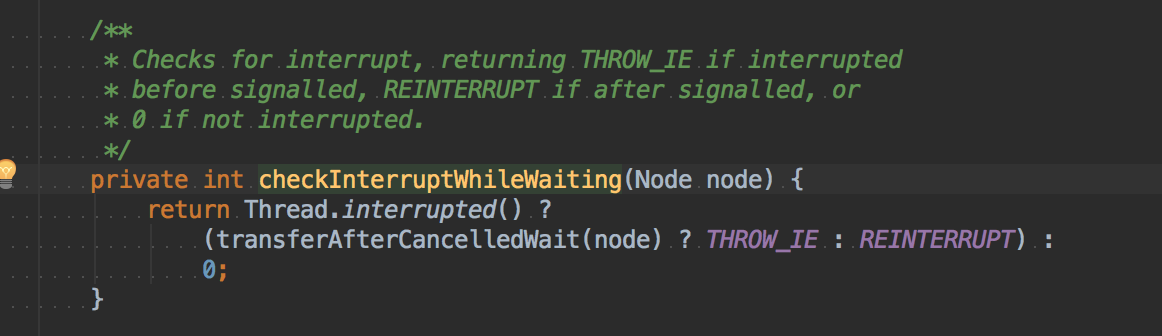 /**
* Checks for interrupt, returning THROW_IE if interrupted
* before signalled, REINTERRUPT if after signalled, or
* 0 if not interrupted.
*/
private int checkInterruptWhileWaiting(Node node) {
return Thread.interrupted() ?
(transferAfterCancelledWait(node) ? THROW_IE : REINTERRUPT) :
0;
}